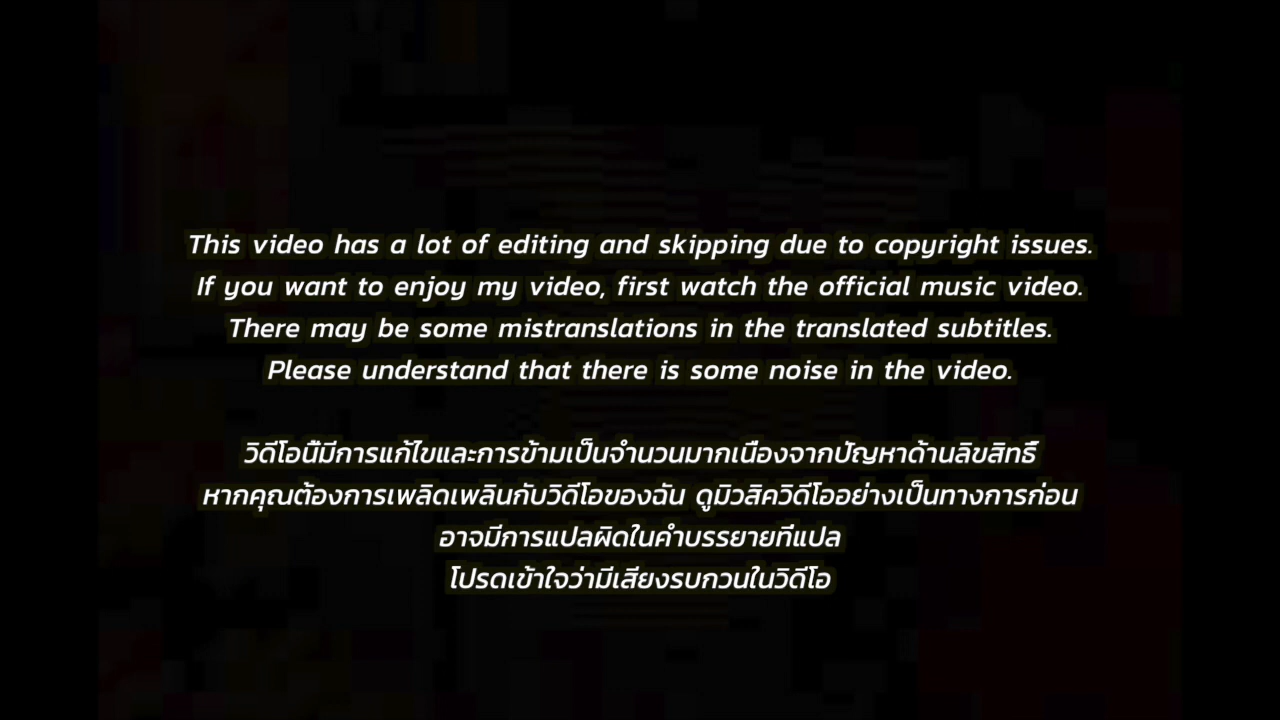 This video has a lot of editing and skipping due to copyright issues.
If you want to enjoy my video, first watch the official music video.
There may be some mistranslations in the translated subtitles.
Please understand that there is some noise in the video.
วิดีโอนี้มีการแก้ไขและการข้ามเป็นจำนวนมากเนื่องจากปัญหาด้านลิขสิทธิ์
หากคุณต้องการเพลิดเพลินกับวิดีโอของฉัน ดูมิวสิควิดีโออย่างเป็นทางการก่อน
อาจมีการแปลผิดในคำบรรยายที่แปล
โปรดเข้าใจว่ามีเสียงรบกวนในวิดีโอ